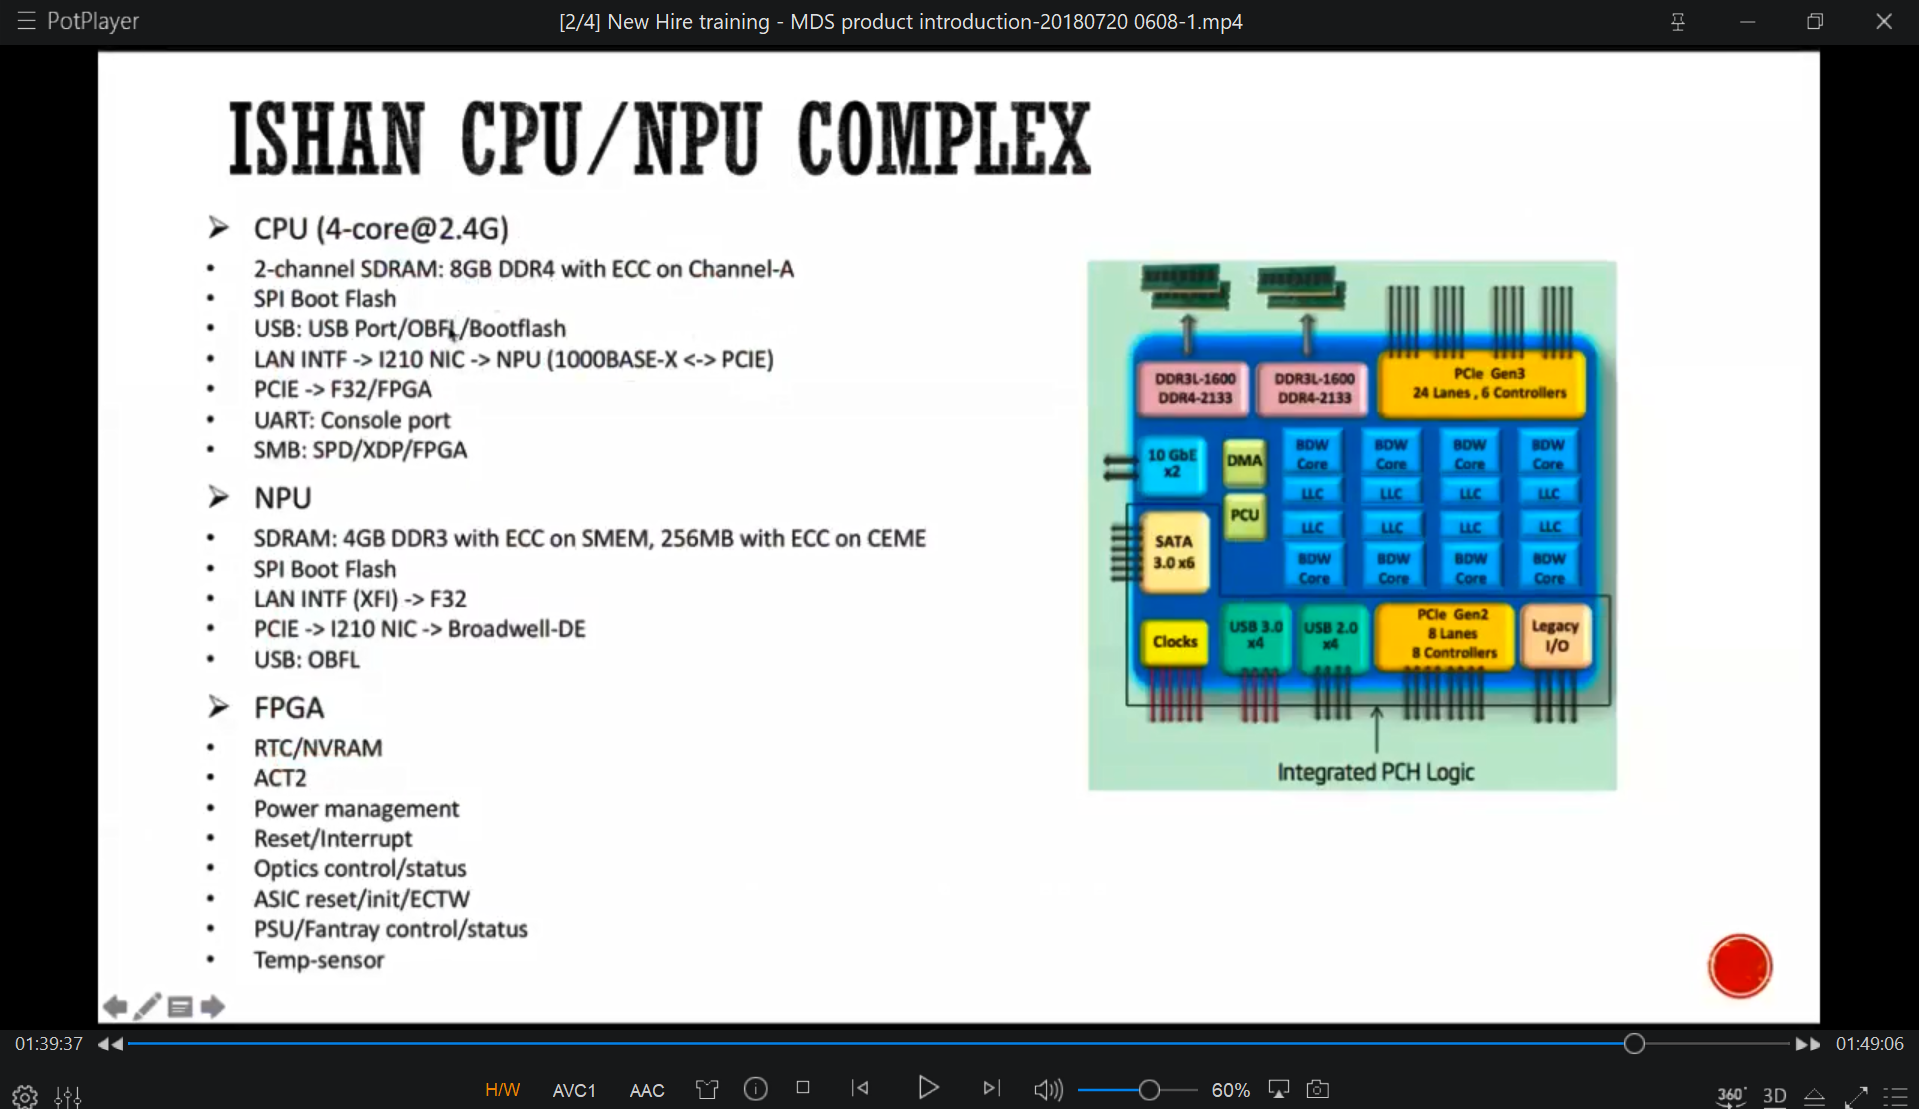 PotPlayer
[2/4] New Hire training - MDS product introduction-20180720 0608-1.mp4
ISHAN CPU/NPU COMPLEX
CPU (4-core@2.4G)
2-channel SDRAM: 8GB DDR4 with ECC on Channel-A
SPI Boot Flash
USB: USB Port/OBFL/Bootflash
LAN INTF -> I210 NIC -> NPU (1000BASE-X <-> PCIE)
PCIE -> F32/FPGA
UART: Console port
SMB: SPD/XDP/FPGA
NPU
SDRAM: 4GB DDR3 with ECC on SMEM, 256MB with ECC on CEME
SPI Boot Flash
LAN INTF (XFI) -> F32
PCIE -> I210 NIC -> Broadwell-DE
USB: OBFL
FPGA
RTC/NVRAM
ACT2
Power management
Reset/Interrupt
Optics control/status
ASIC reset/init/ECTW
PSU/Fantray control/status
Temp-sensor
DDR3L-1600
DDR4-2133
DDR3L-1600
DDR4-2133
PCIe Gen3
24 Lanes , 6 Controllers
10 GbE
x2
DMA
PCU
BDW
Core
BDW
Core
BDW
Core
BDW
Core
LLC
LLC
LLC
LLC
LLC
LLC
LLC
LLC
BDW
Core
BDW
Core
BDW
Core
BDW
Core
SATA
3.0 x6
Clocks
USB 3.0
x4
USB 2.0
x4
PCIe Gen2
8 Lanes
8 Controllers
Legacy
I/O
Integrated PCH Logic
01:39:37
01:49:06
H/W
AVC1
AAC
60%
360°
3D